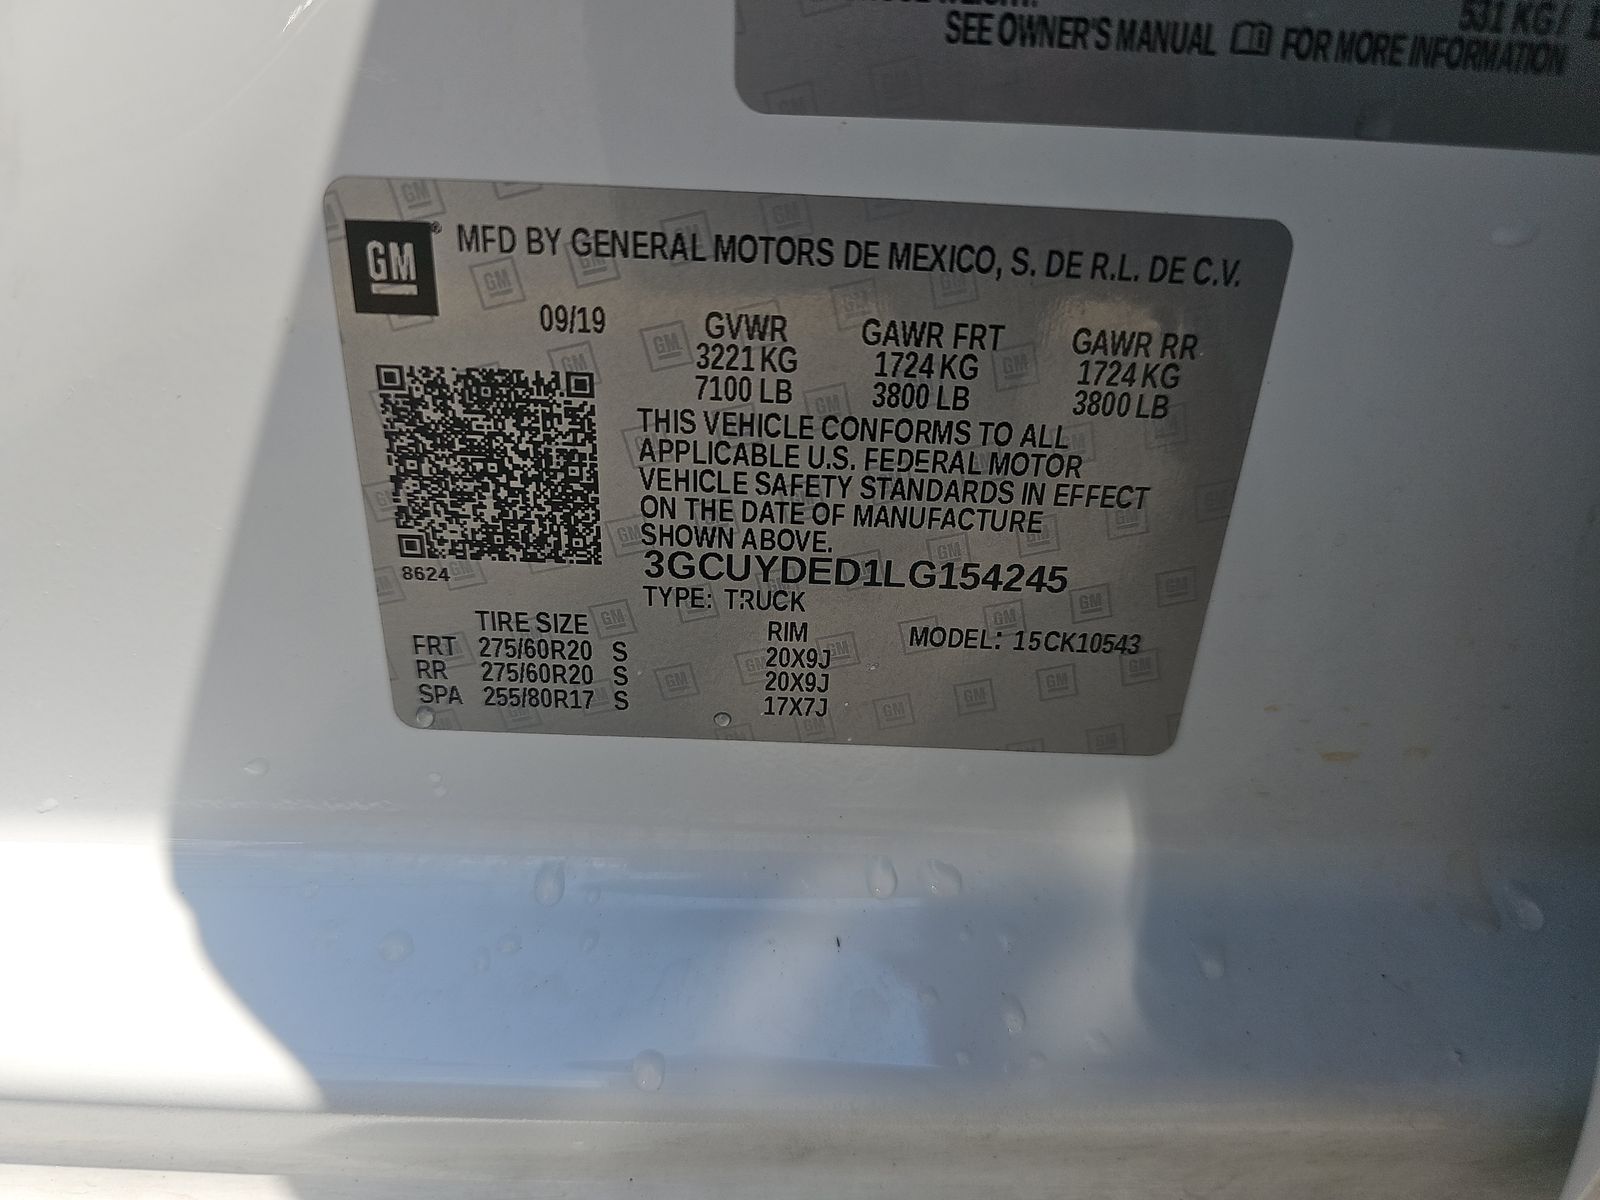 531 KG/
SEE OWNER'S MANUAL FOR MORE INFORMATION
GM ® MFD BY GENERAL MOTORS DE MEXICO, S. DE R.L. DE C.V.
09/19
GVWR GAWR FRT GAWR RR
3221 KG 1724 KG 1724 KG
7100 LB 3800 LB 3800 LB
THIS VEHICLE CONFORMS TO ALL
APPLICABLE U.S. FEDERAL MOTOR
VEHICLE SAFETY STANDARDS IN EFFECT
ON THE DATE OF MANUFACTURE
SHOWN ABOVE.
8624
3GCUYDED1LG154245
TYPE: TRUCK
TIRE SIZE RIM MODEL: 15CK10543
FRT 275/60R20 S 20X9J
RR 275/60R20 S 20X9J
SPA 255/80R17 S 17X7J